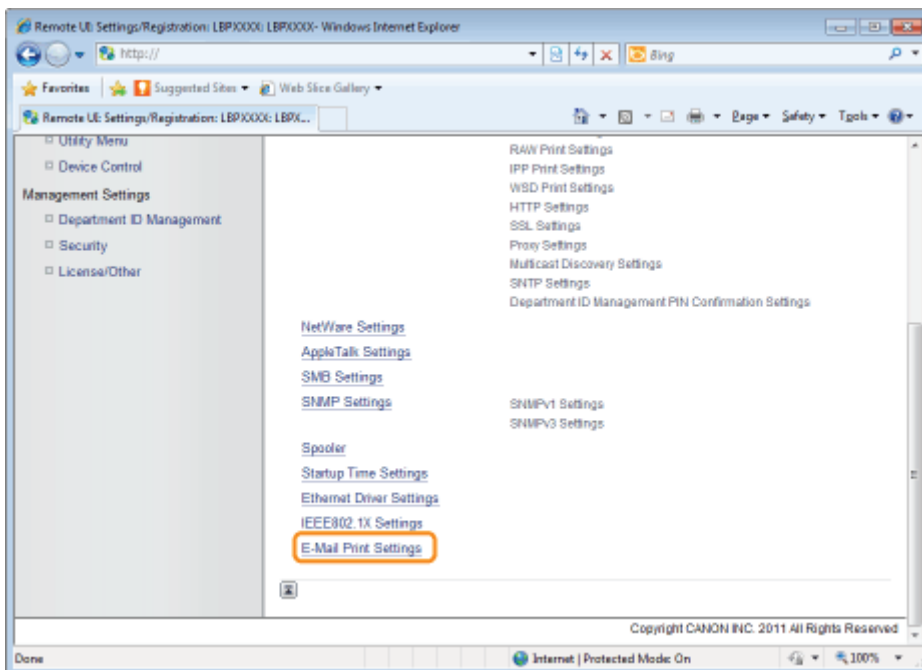 Remote UI: Settings/Registration: LBPXXXX: LBPXXXX- Windows Internet Explorer
http://
Bing
Favorites Suggested Sites Web Slice Gallery
Remote UI: Settings/Registration: LBPXXXX: LBPX...
Page Safety Tools
Utility Menu
Device Control
Management Settings
Department ID Management
Security
License/Other
RAW Print Settings
IPP Print Settings
WSD Print Settings
HTTP Settings
SSL Settings
Proxy Settings
Multicast Discovery Settings
SNTP Settings
Department ID Management PIN Confirmation Settings
NetWare Settings
AppleTalk Settings
SMB Settings
SNMP Settings
SNMPv1 Settings
SNMPv3 Settings
Spooler
Startup Time Settings
Ethernet Driver Settings
IEEE802.1X Settings
E-Mail Print Settings
Copyright CANON INC. 2011 All Rights Reserved
Done
Internet | Protected Mode: On
100%